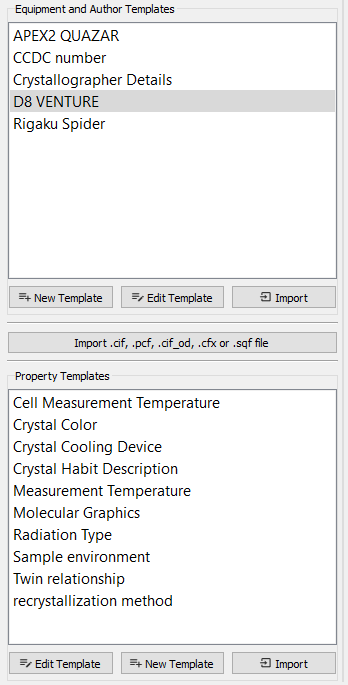 Equipment and Author Templates
APEX2 QUAZAR
CCDC number
Crystallographer Details
D8 VENTURE
Rigaku Spider
New Template Edit Template Import
Import .cif, .pcf, .cif_od, .cfx or .sqf file
Property Templates
Cell Measurement Temperature
Crystal Color
Crystal Cooling Device
Crystal Habit Description
Measurement Temperature
Molecular Graphics
Radiation Type
Sample environment
Twin relationship
recrystallization method
Edit Template New Template Import